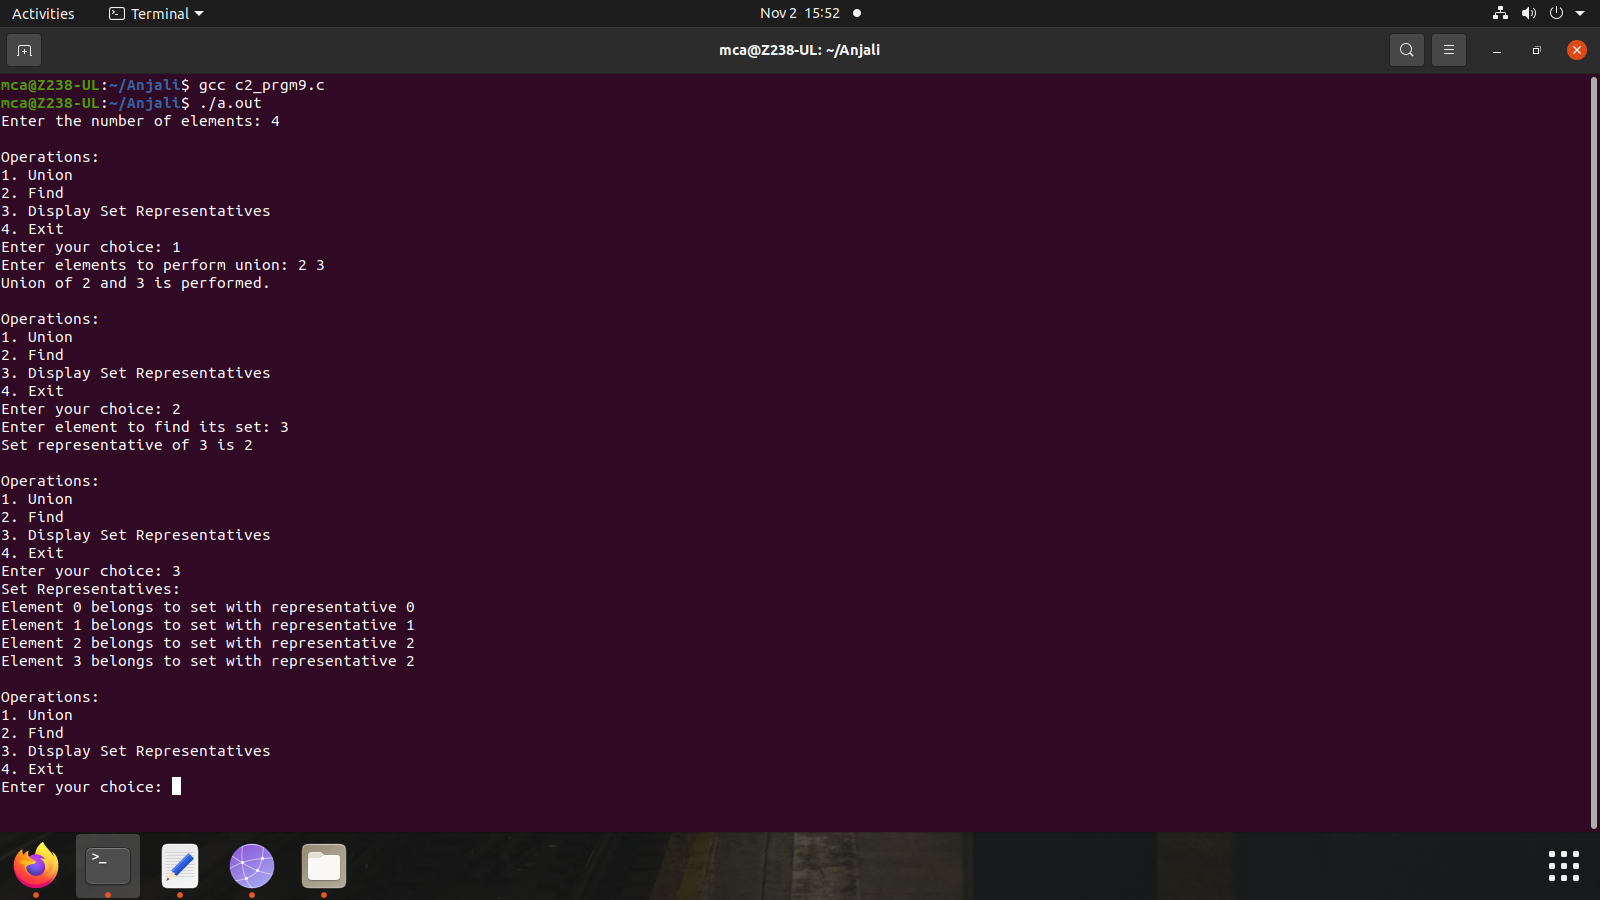 Activities Terminal Nov 2 15:52
mca@Z238-UL: ~/Anjali
mca@Z238-UL:~/Anjali$ gcc c2_prgm9.c
mca@Z238-UL:~/Anjali$ ./a.out
Enter the number of elements: 4
Operations:
1. Union
2. Find
3. Display Set Representatives
4. Exit
Enter your choice: 1
Enter elements to perform union: 2 3
Union of 2 and 3 is performed.
Operations:
1. Union
2. Find
3. Display Set Representatives
4. Exit
Enter your choice: 2
Enter element to find its set: 3
Set representative of 3 is 2
Operations:
1. Union
2. Find
3. Display Set Representatives
4. Exit
Enter your choice: 3
Set Representatives:
Element 0 belongs to set with representative 0
Element 1 belongs to set with representative 1
Element 2 belongs to set with representative 2
Element 3 belongs to set with representative 2
Operations:
1. Union
2. Find
3. Display Set Representatives
4. Exit
Enter your choice: